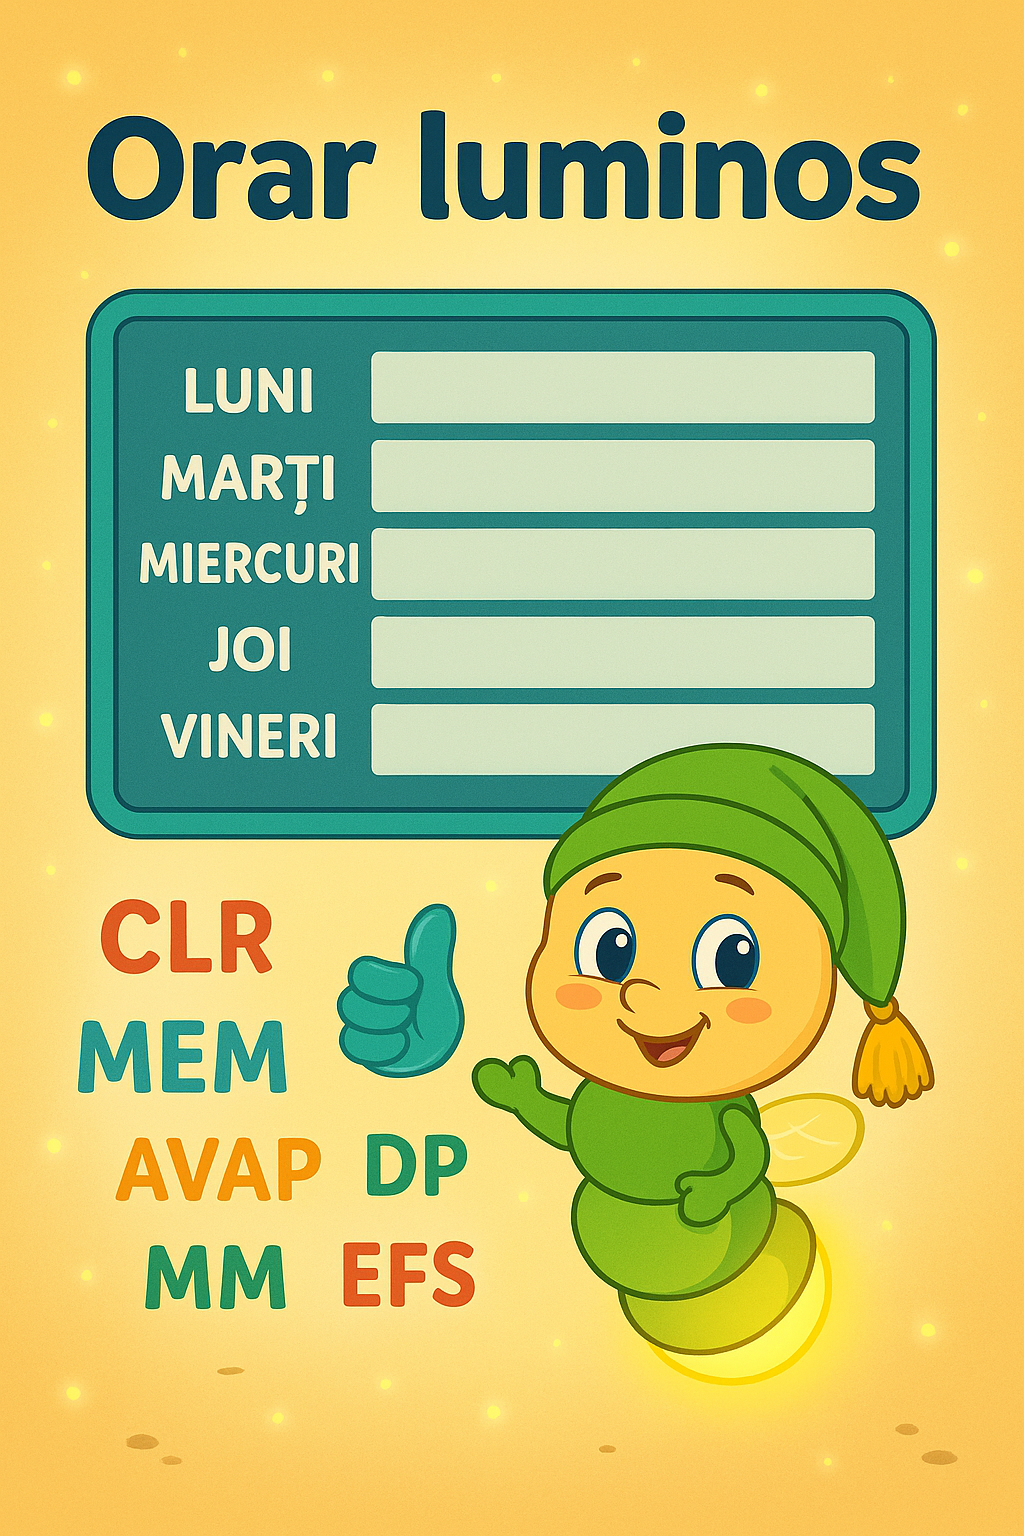 Orar luminos
LUNI
MARȚI
MIERCURI
JOI
VINERI
CLR
MEM
AVAP DP
MM EFS